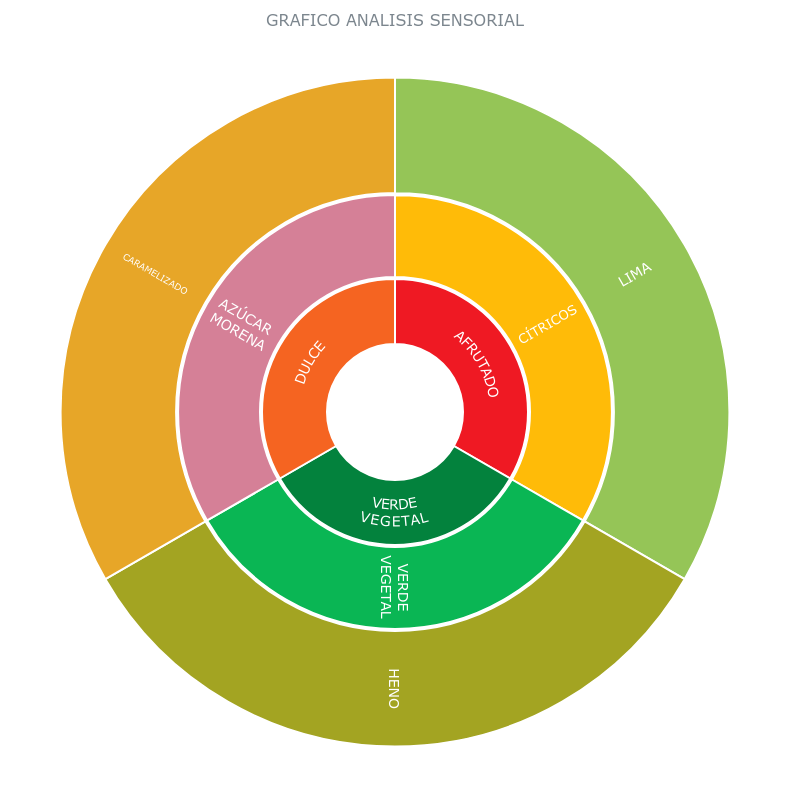 GRAFICO ANALISIS SENSORIAL
AFRUTADO
CÍTRICOS
LIMA
VERDE
VEGETAL
VERDE
VEGETAL
HENO
DULCE
AZÚCAR
MORENA
CARAMELIZADO